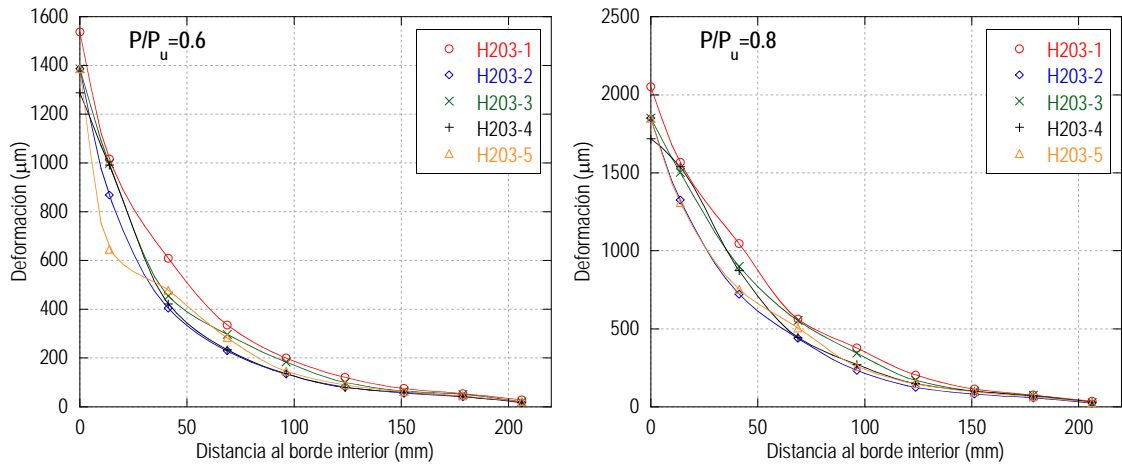 P/Pu=0.6
H203-1
H203-2
H203-3
H203-4
H203-5
Deformación (μm)
1600
1400
1200
1000
800
600
400
200
0
0 50 100 150 200
Distancia al borde interior (mm)
P/Pu=0.8
H203-1
H203-2
H203-3
H203-4
H203-5
Deformación (μm)
2500
2000
1500
1000
500
0
0 50 100 150 200
Distancia al borde interior (mm)